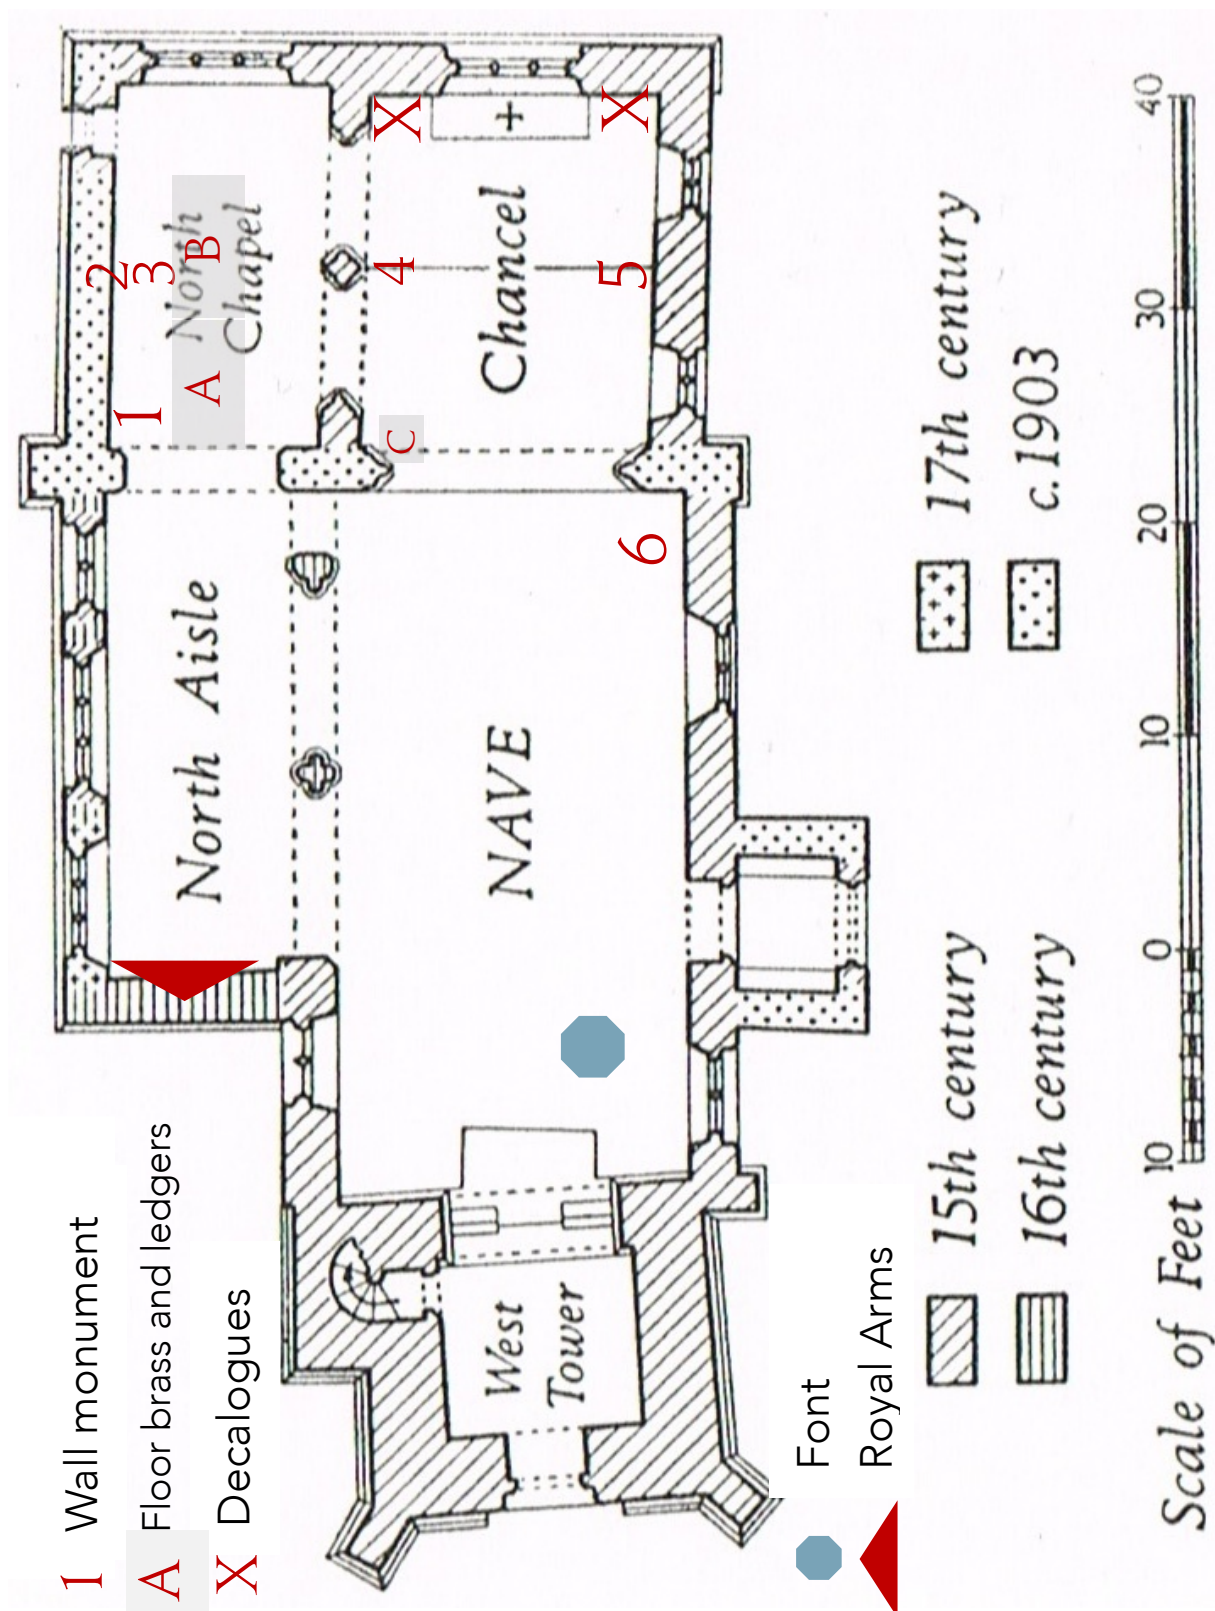 1 Wall monument
A Floor brass and ledgers
X Decalogues
2
3
1
A
B
North
Chapel
North Aisle
X
X
4
5
C
Chancel
6
NAVE
West
Tower
Font
Royal Arms
15th century
17th century
16th century
c.1903
Scale of Feet
10 0 10 20 30 40